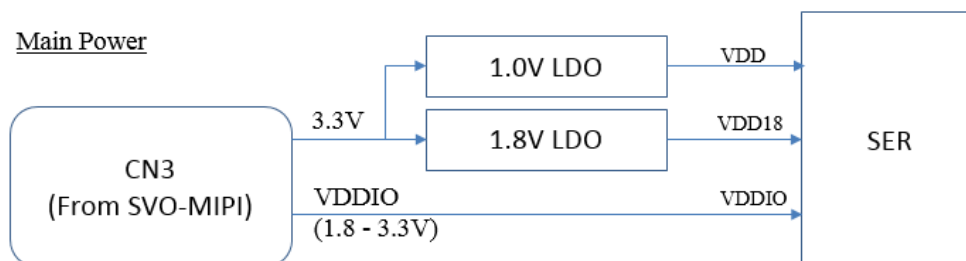 Main Power
1.0V LDO
VDD
3.3V
1.8V LDO
VDD18
SER
CN3
(From SVO-MIPI)
VDDIO
(1.8 - 3.3V)
VDDIO